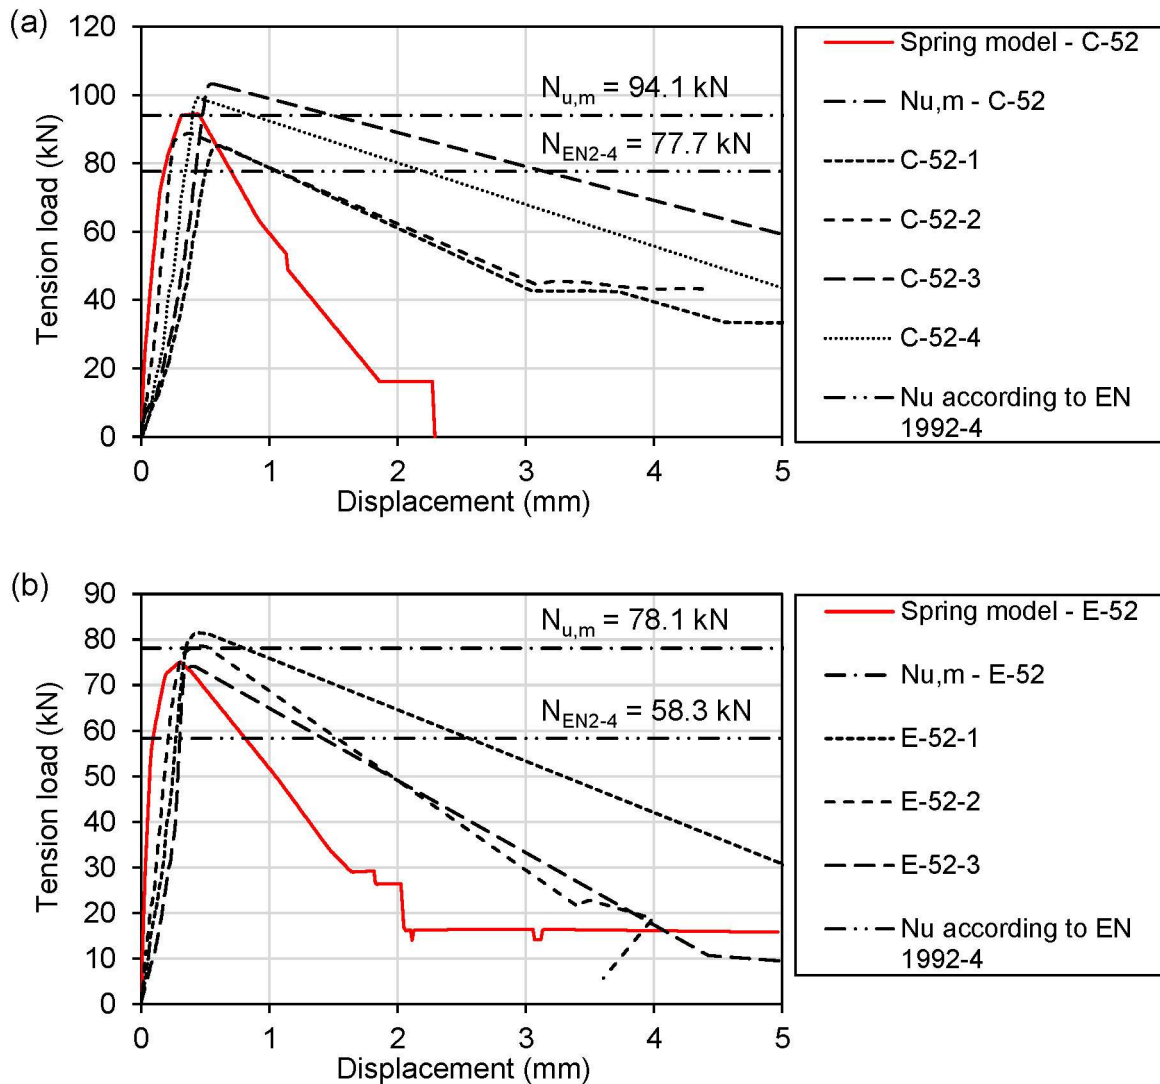 (a)
120
100
80
60
40
20
0
Tension load (kN)
Nu,m = 94.1 kN
NEN2-4 = 77.7 kN
0 1 2 3 4 5
Displacement (mm)
Spring model - C-52
Nu,m - C-52
C-52-1
C-52-2
C-52-3
C-52-4
Nu according to EN
1992-4
(b)
90
80
70
60
50
40
30
20
10
0
Tension load (kN)
Nu,m = 78.1 kN
NEN2-4 = 58.3 kN
0 1 2 3 4 5
Displacement (mm)
Spring model - E-52
Nu,m - E-52
E-52-1
E-52-2
E-52-3
Nu according to EN
1992-4